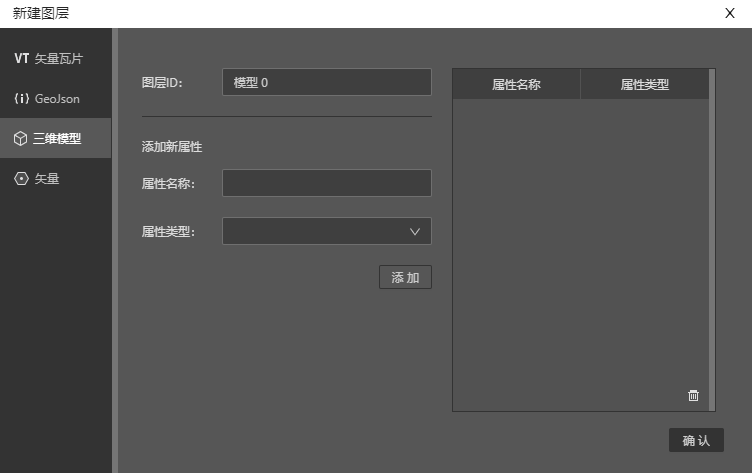 新建图层 X
VT 矢量瓦片
{i} GeoJson
三维模型
矢量
图层ID: 模型 0
添加新属性
属性名称:
属性类型:
添 加
属性名称 属性类型
确 认